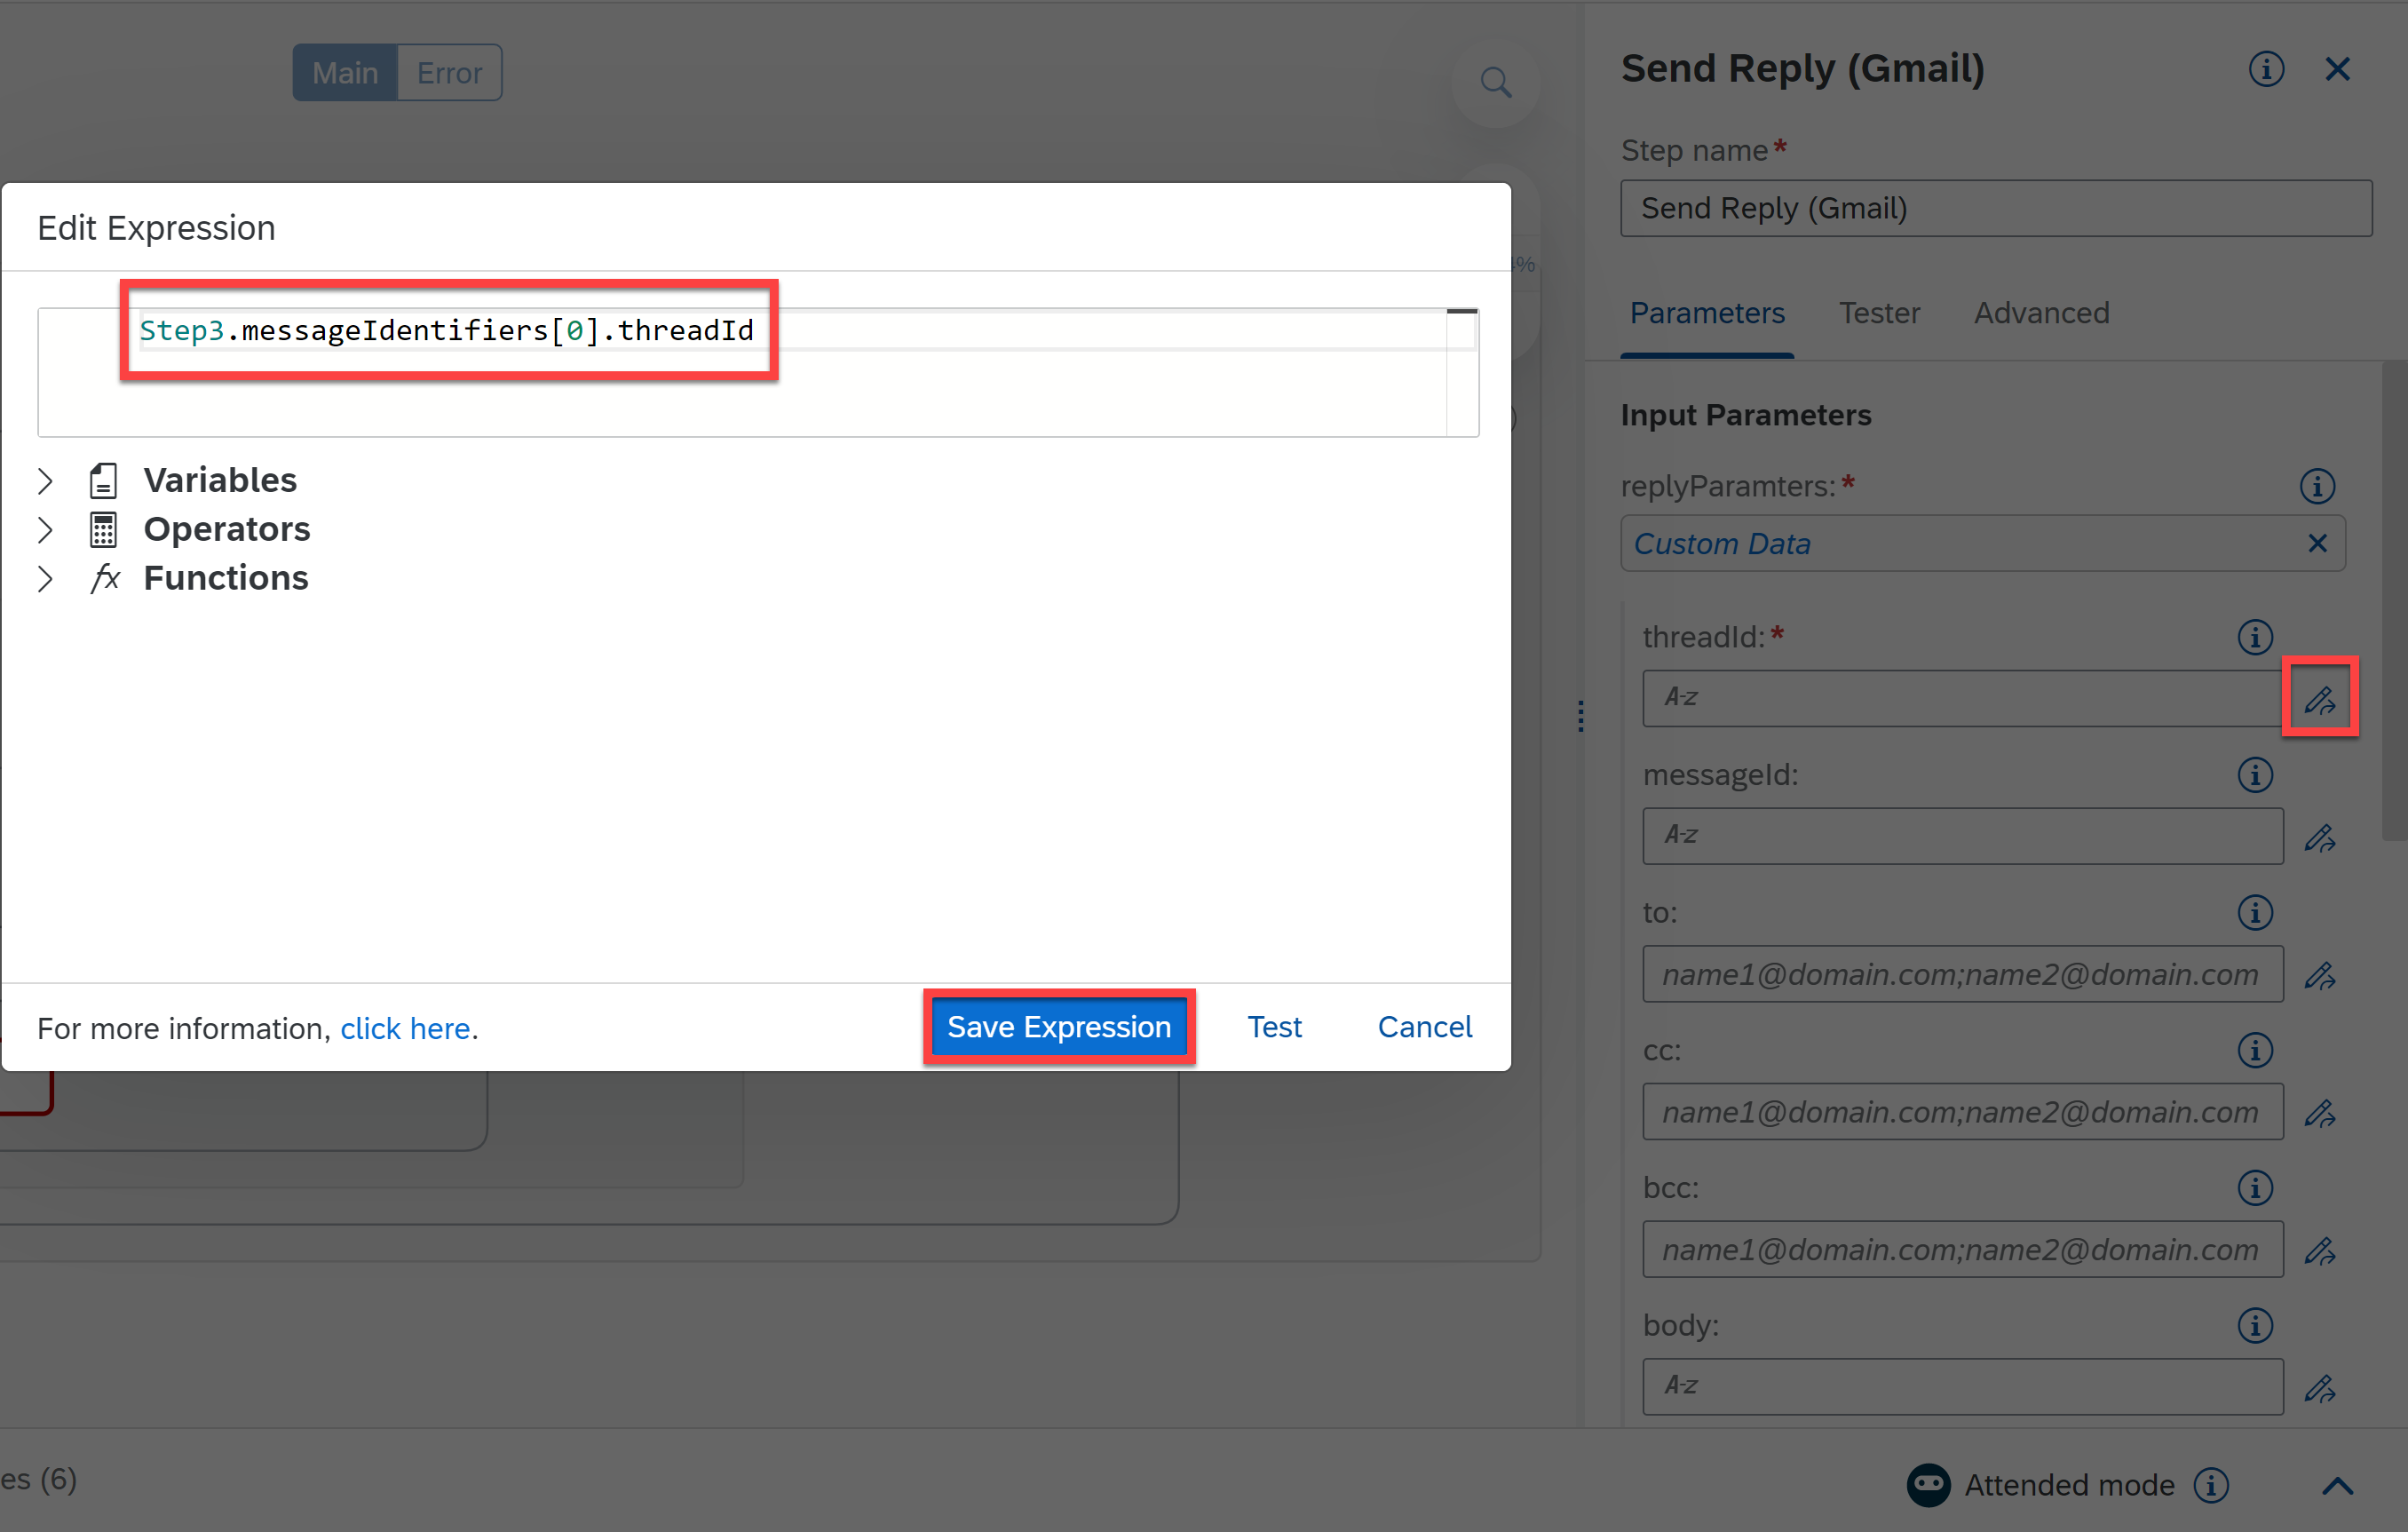 Main Error
Send Reply (Gmail)
Step name*
Send Reply (Gmail)
4%
Parameters Tester Advanced
Input Parameters
replyParamters:*
Custom Data
threadId:*
A-z
messageId:
A-z
to:
name1@domain.com;name2@domain.com
cc:
name1@domain.com;name2@domain.com
bcc:
name1@domain.com;name2@domain.com
body:
A-z
Edit Expression
Step3.messageIdentifiers[0].threadId
Variables
Operators
fx Functions
For more information, click here.
Save Expression Test Cancel
es (6)
Attended mode